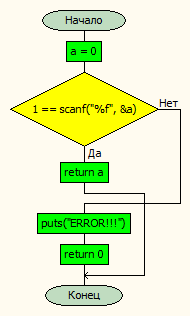 Начало
a = 0
1 == scanf("%f", &a)
Нет
Да
return a
puts("ERROR!!!")
return 0
Конец